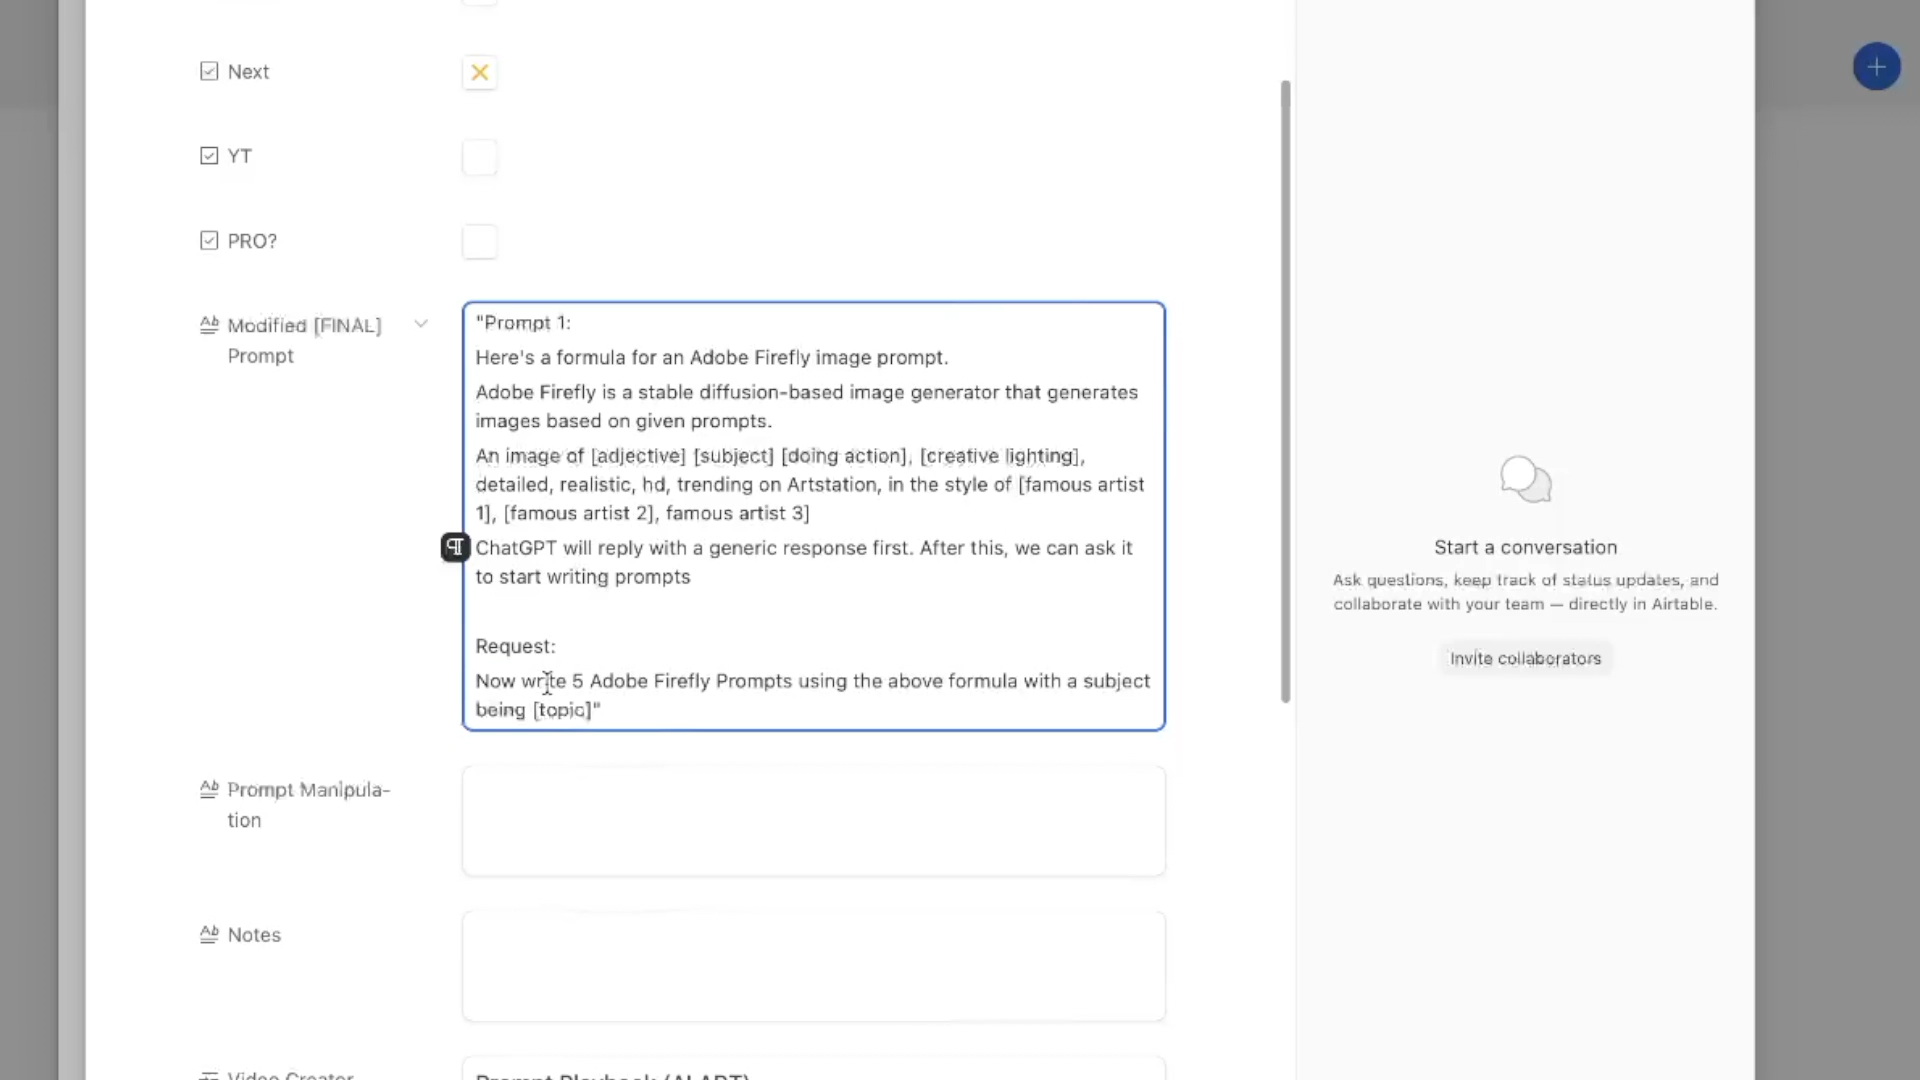 Next
YT
PRO?
Modified [FINAL]
Prompt
"Prompt 1:
Here's a formula for an Adobe Firefly image prompt.
Adobe Firefly is a stable diffusion-based image generator that generates
images based on given prompts.
An image of [adjective] [subject] [doing action], [creative lighting],
detailed, realistic, hd, trending on Artstation, in the style of [famous artist
1], [famous artist 2], famous artist 3]
ChatGPT will reply with a generic response first. After this, we can ask it
to start writing prompts
Request:
Now write 5 Adobe Firefly Prompts using the above formula with a subject
being [topic]"
Prompt Manipula-
tion
Notes
Video Creator
Prompt Playbook (AI ART)
Start a conversation
Ask questions, keep track of status updates, and
collaborate with your team — directly in Airtable.
Invite collaborators